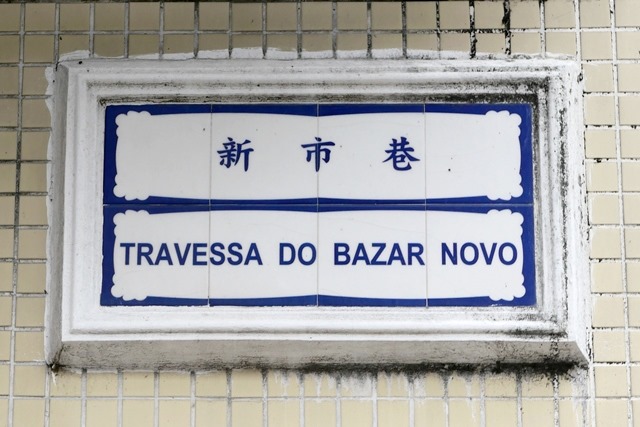 新市巷
TRAVESSA DO BAZAR NOVO